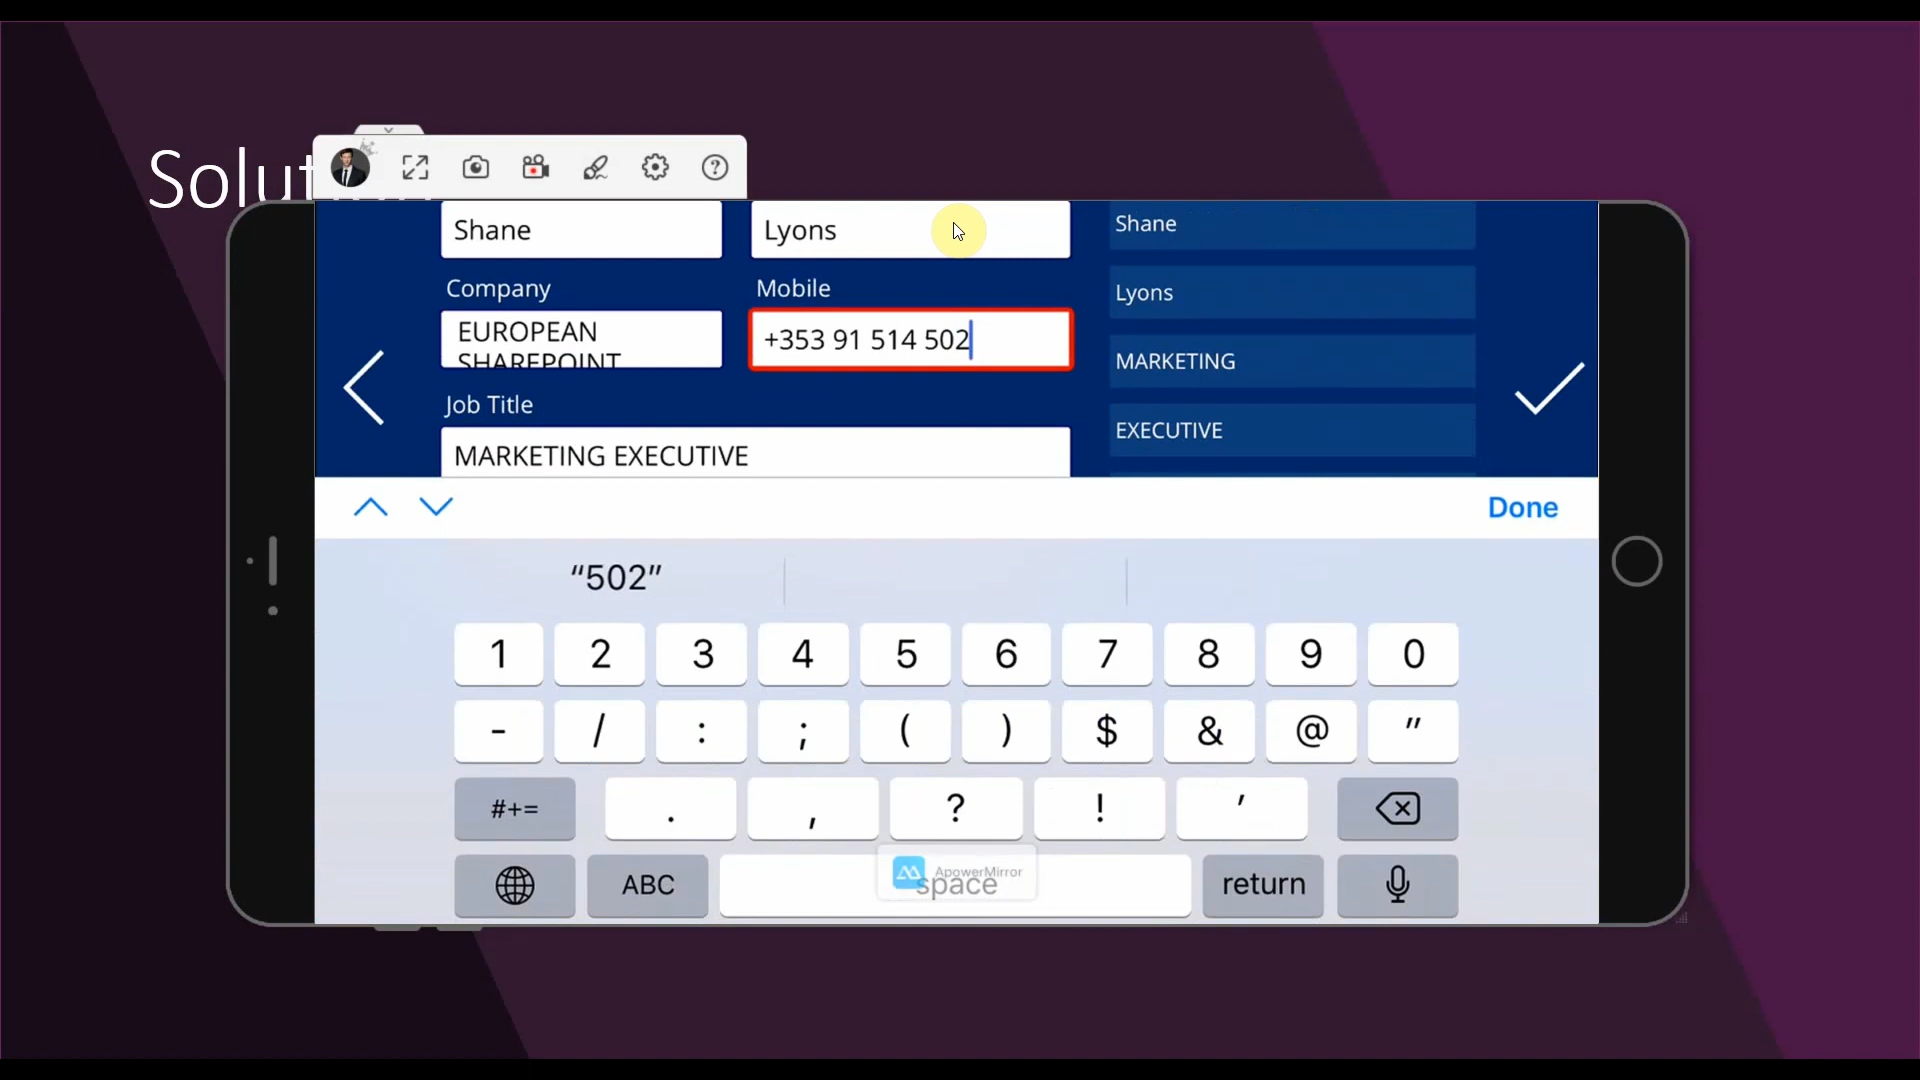 Solut
Shane
Lyons
Company
Mobile
EUROPEAN
SHAREPOINT
+353 91 514 502
Job Title
MARKETING EXECUTIVE
Shane
Lyons
MARKETING
EXECUTIVE
Done
“502”
1 2 3 4 5 6 7 8 9 0
- / : ; ( ) $ & @ "
#+= . , ? ! '
ABC space return
ApowerMirror